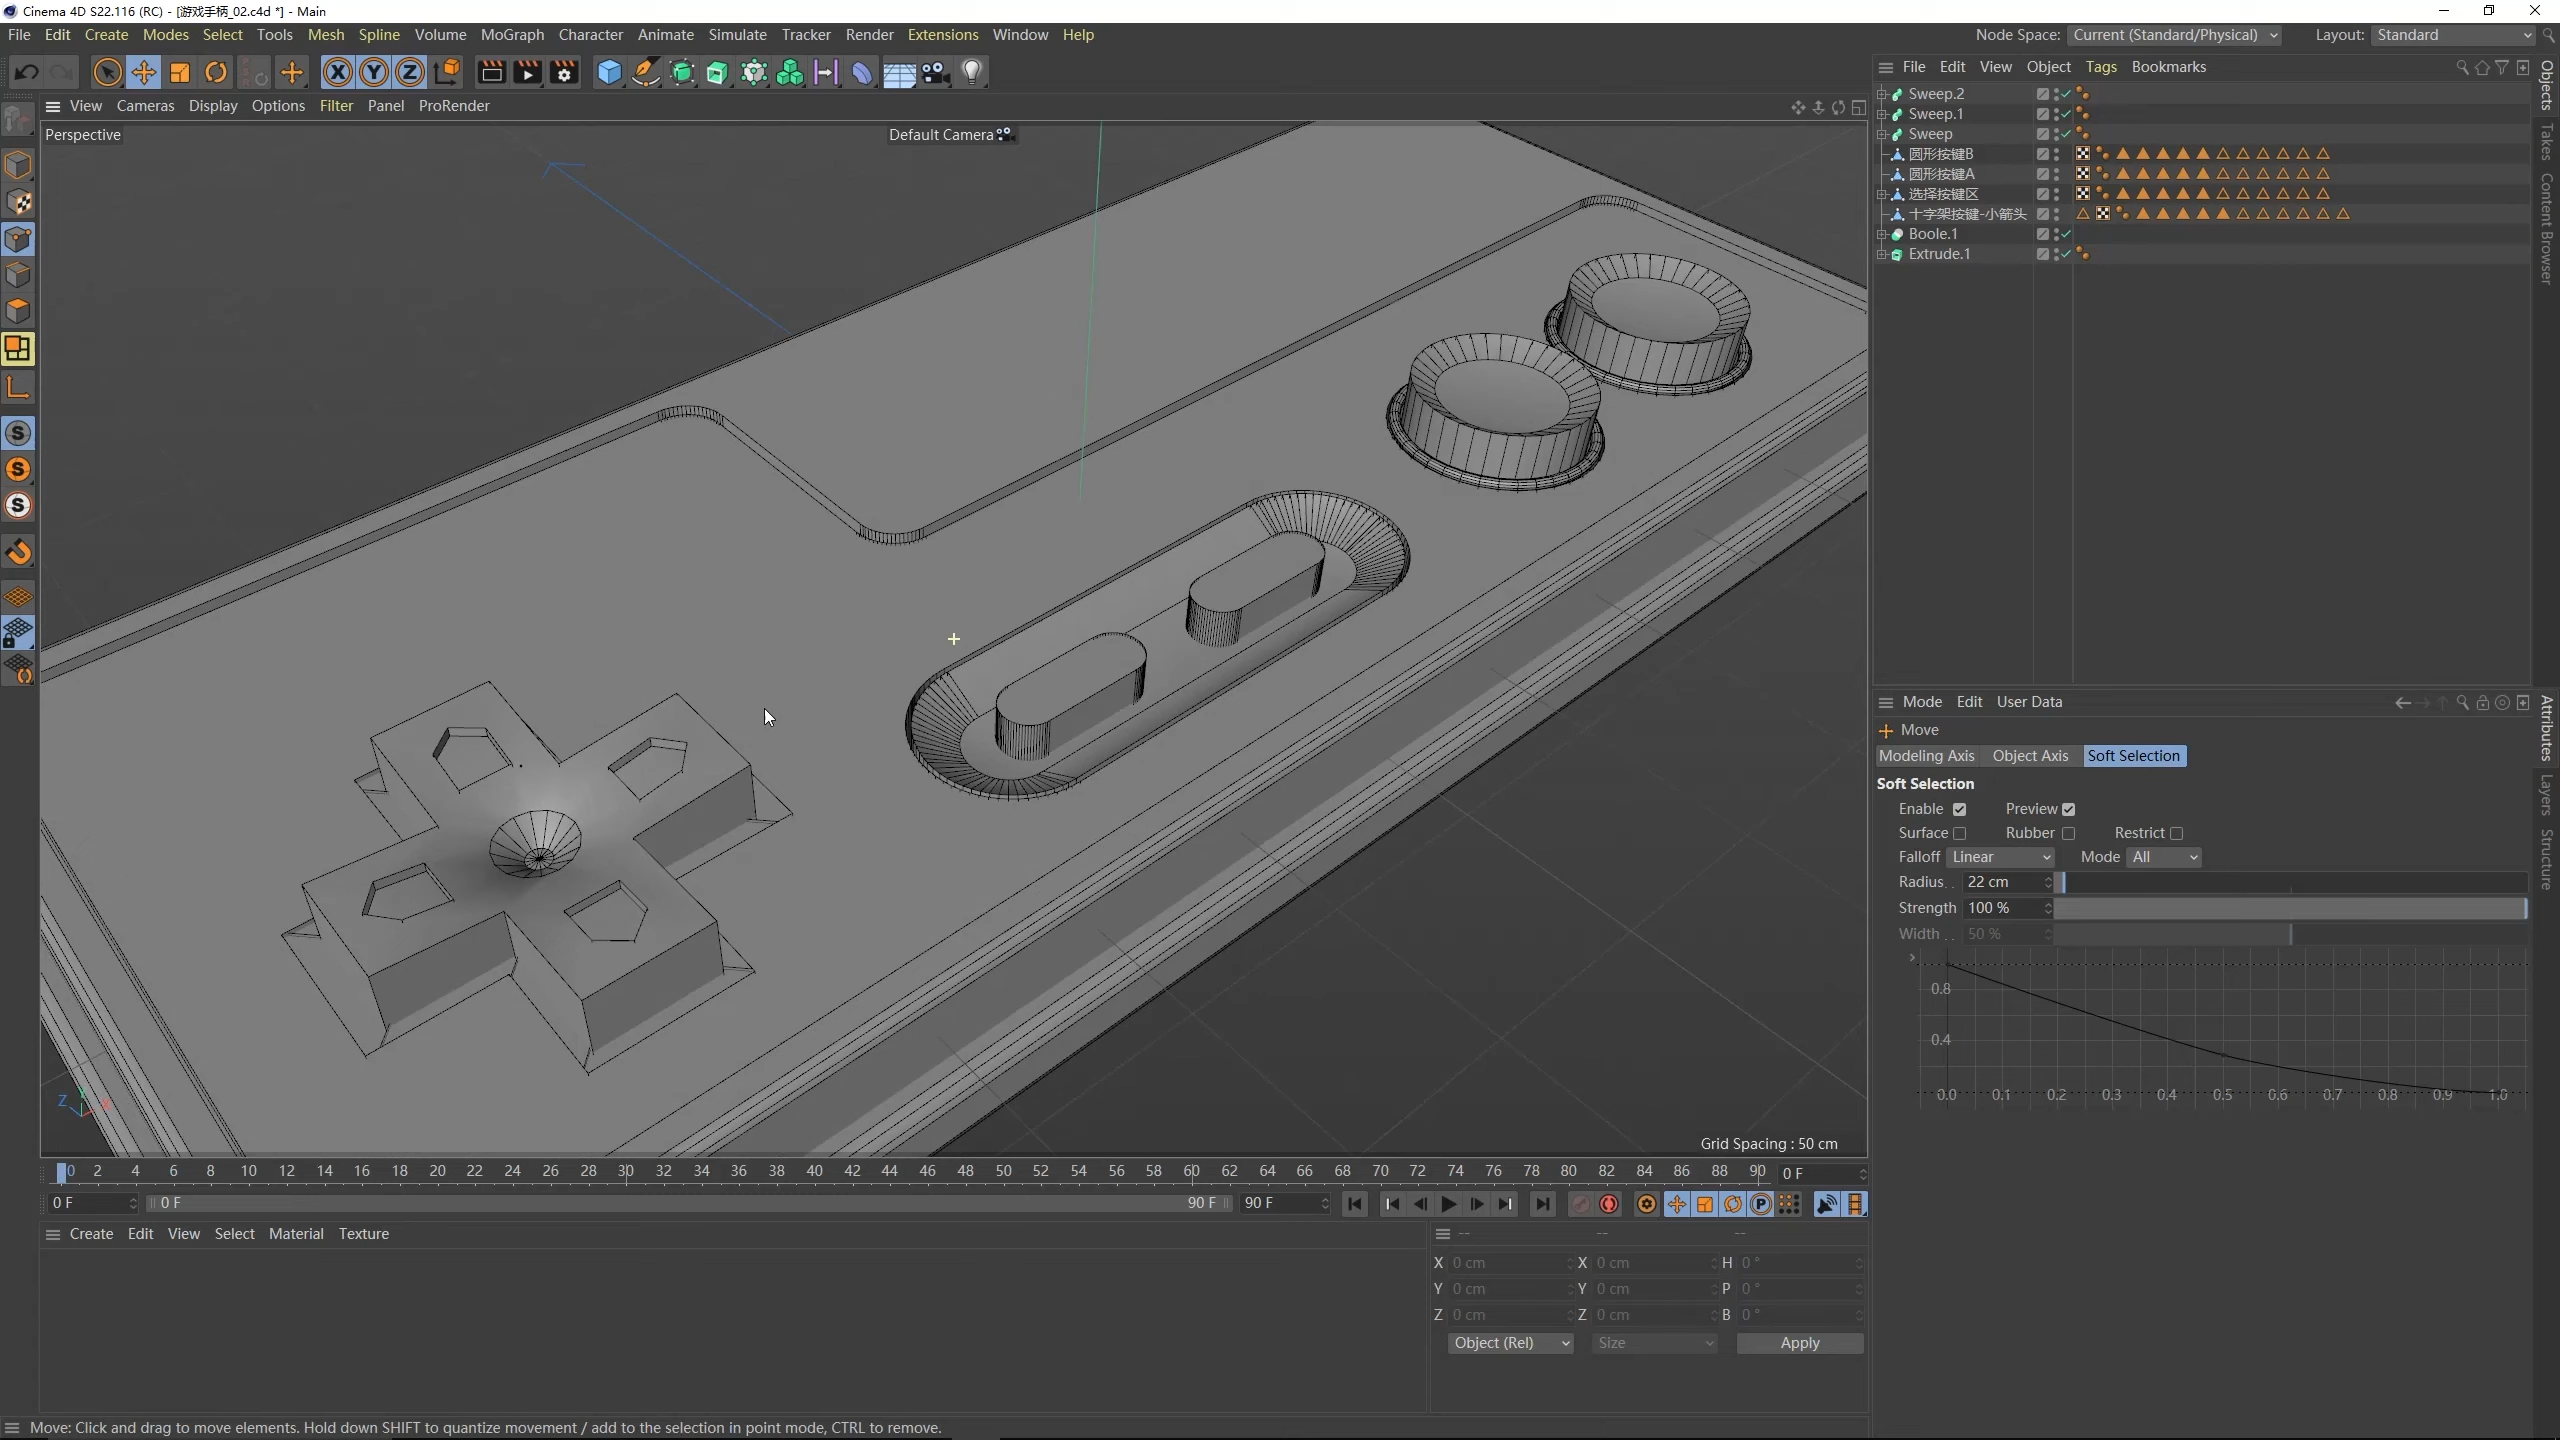 Cinema 4D S22.116 (RC) - [游戏手柄_02.c4d *] - Main
File Edit Create Modes Select Tools Mesh Spline Volume MoGraph Character Animate Simulate Tracker Render Extensions Window Help
Node Space: Current (Standard/Physical) Layout: Standard
View Cameras Display Options Filter Panel ProRender
Perspective
Default Camera
Grid Spacing : 50 cm
Z
X
File Edit View Object Tags Bookmarks
Sweep.2
Sweep.1
Sweep
圆形按键B
圆形按键A
选择按键区
十字架按键-小箭头
Boole.1
Extrude.1
Objects
Takes
Content Browser
Mode Edit User Data
Move
Modeling Axis Object Axis Soft Selection
Soft Selection
Enable Preview
Surface Rubber Restrict
Falloff Linear Mode All
Radius 22 cm
Strength 100 %
Width 50 %
0.8
0.4
0.0 0.1 0.2 0.3 0.4 0.5 0.6 0.7 0.8 0.9 1.0
Attributes
Layers
Structure
0 2 4 6 8 10 12 14 16 18 20 22 24 26 28 30 32 34 36 38 40 42 44 46 48 50 52 54 56 58 60 62 64 66 68 70 72 74 76 78 80 82 84 86 88 90 0 F
0 F 0 F 90 F 90 F
Create Edit View Select Material Texture
-- -- --
X 0 cm X 0 cm H 0 °
Y 0 cm Y 0 cm P 0 °
Z 0 cm Z 0 cm B 0 °
Object (Rel) Size Apply
Move: Click and drag to move elements. Hold down SHIFT to quantize movement / add to the selection in point mode, CTRL to remove.